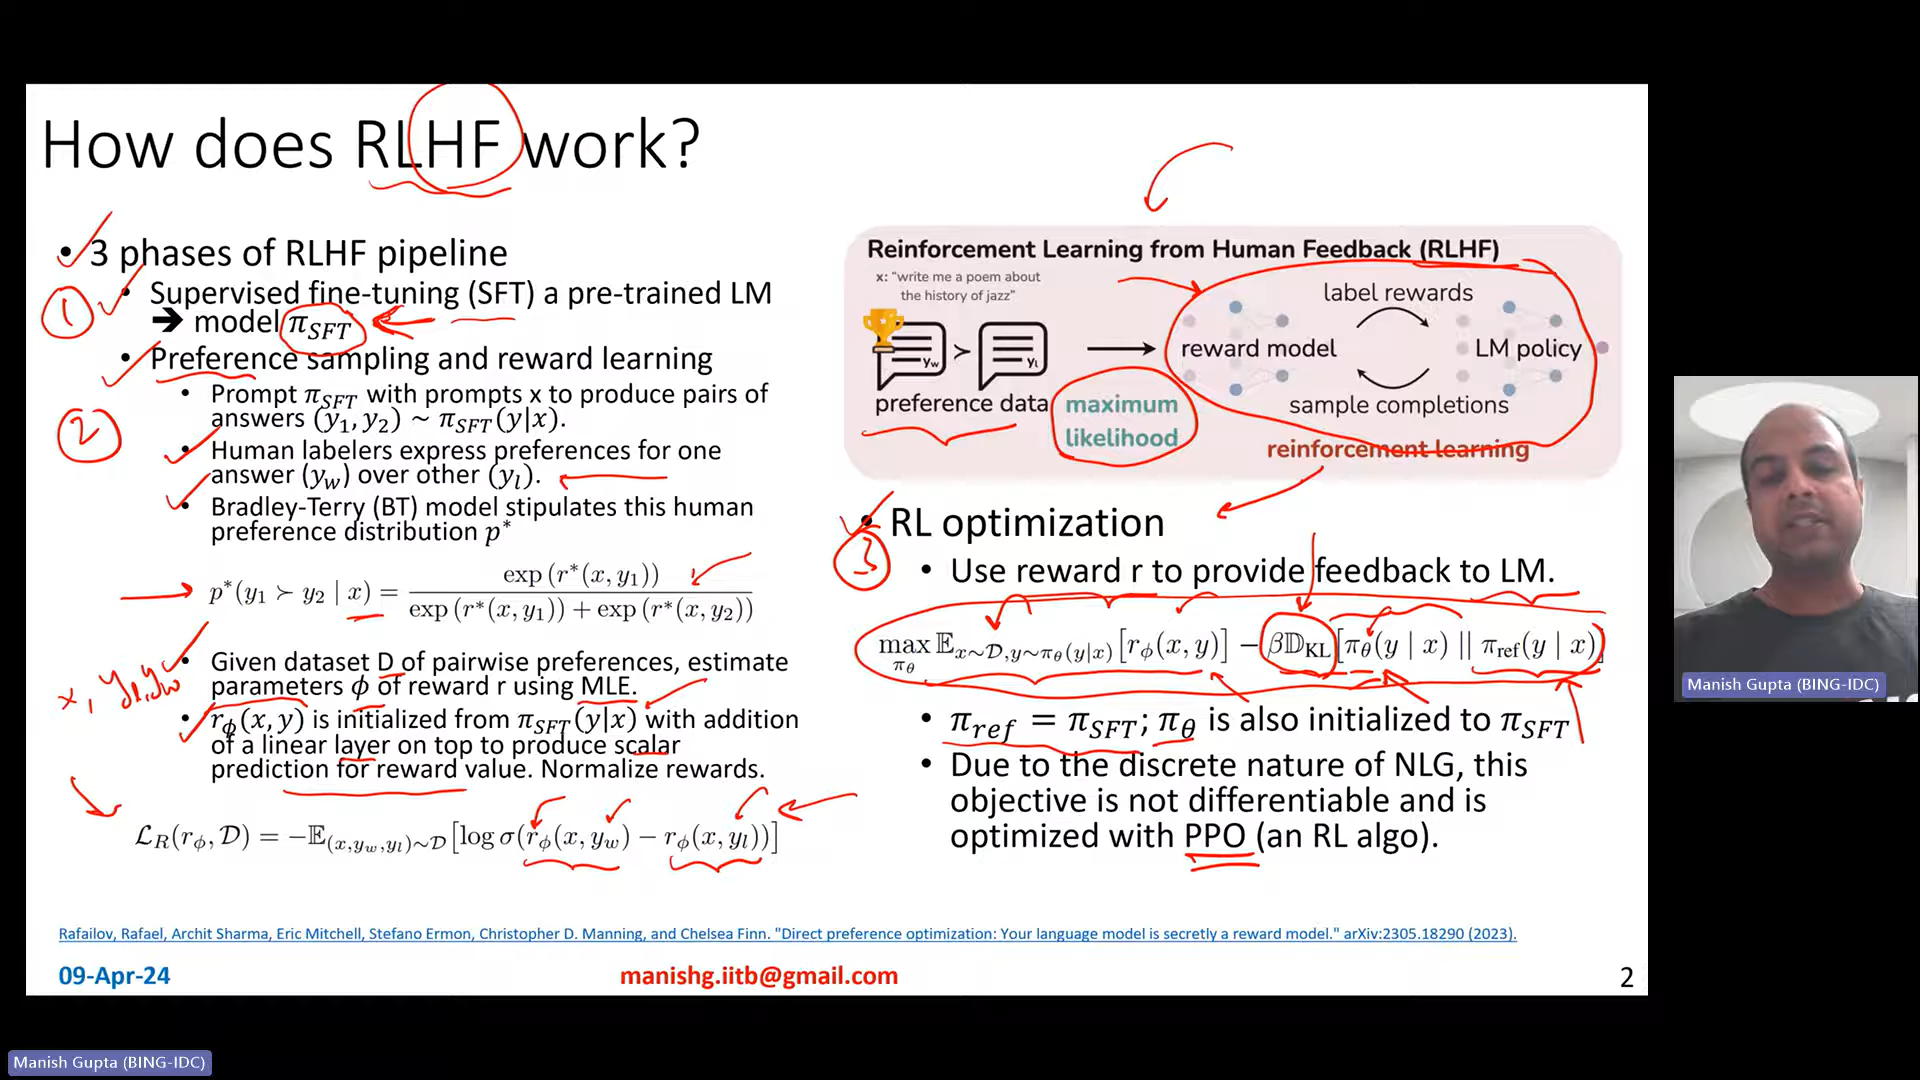 How does RLHF work?
• 3 phases of RLHF pipeline
• Supervised fine-tuning (SFT) a pre-trained LM
➔ model π_SFT
• Preference sampling and reward learning
• Prompt π_SFT with prompts x to produce pairs of
answers (y₁, y₂) ~ π_SFT(y|x).
• Human labelers express preferences for one
answer (y_w) over other (y_l).
• Bradley-Terry (BT) model stipulates this human
preference distribution p*
p*(y₁ ≻ y₂ | x) = exp (r*(x, y₁)) / (exp (r*(x, y₁)) + exp (r*(x, y₂)))
• Given dataset D of pairwise preferences, estimate
parameters ϕ of reward r using MLE.
• r_ϕ(x, y) is initialized from π_SFT(y|x) with addition
of a linear layer on top to produce scalar
prediction for reward value. Normalize rewards.
ℒ_R(r_ϕ, 𝒟) = −𝔼_(x,y_w,y_l)∼𝒟 [log σ(r_ϕ(x, y_w) − r_ϕ(x, y_l))]
1
2
Reinforcement Learning from Human Feedback (RLHF)
x: "write me a poem about
the history of jazz"
y_w ≻ y_l
preference data
maximum
likelihood
label rewards
reward model
LM policy
sample completions
reinforcement learning
3
• RL optimization
• Use reward r to provide feedback to LM.
max_π_θ 𝔼_x∼𝒟,y∼π_θ(y|x) [r_ϕ(x, y)] − β𝔻_KL [π_θ(y | x) || π_ref(y | x)]
• π_ref = π_SFT; π_θ is also initialized to π_SFT
• Due to the discrete nature of NLG, this
objective is not differentiable and is
optimized with PPO (an RL algo).
Rafailov, Rafael, Archit Sharma, Eric Mitchell, Stefano Ermon, Christopher D. Manning, and Chelsea Finn. "Direct preference optimization: Your language model is secretly a reward model." arXiv:2305.18290 (2023).
09-Apr-24
manishg.iitb@gmail.com
2
Manish Gupta (BING-IDC)
Manish Gupta (BING-IDC)